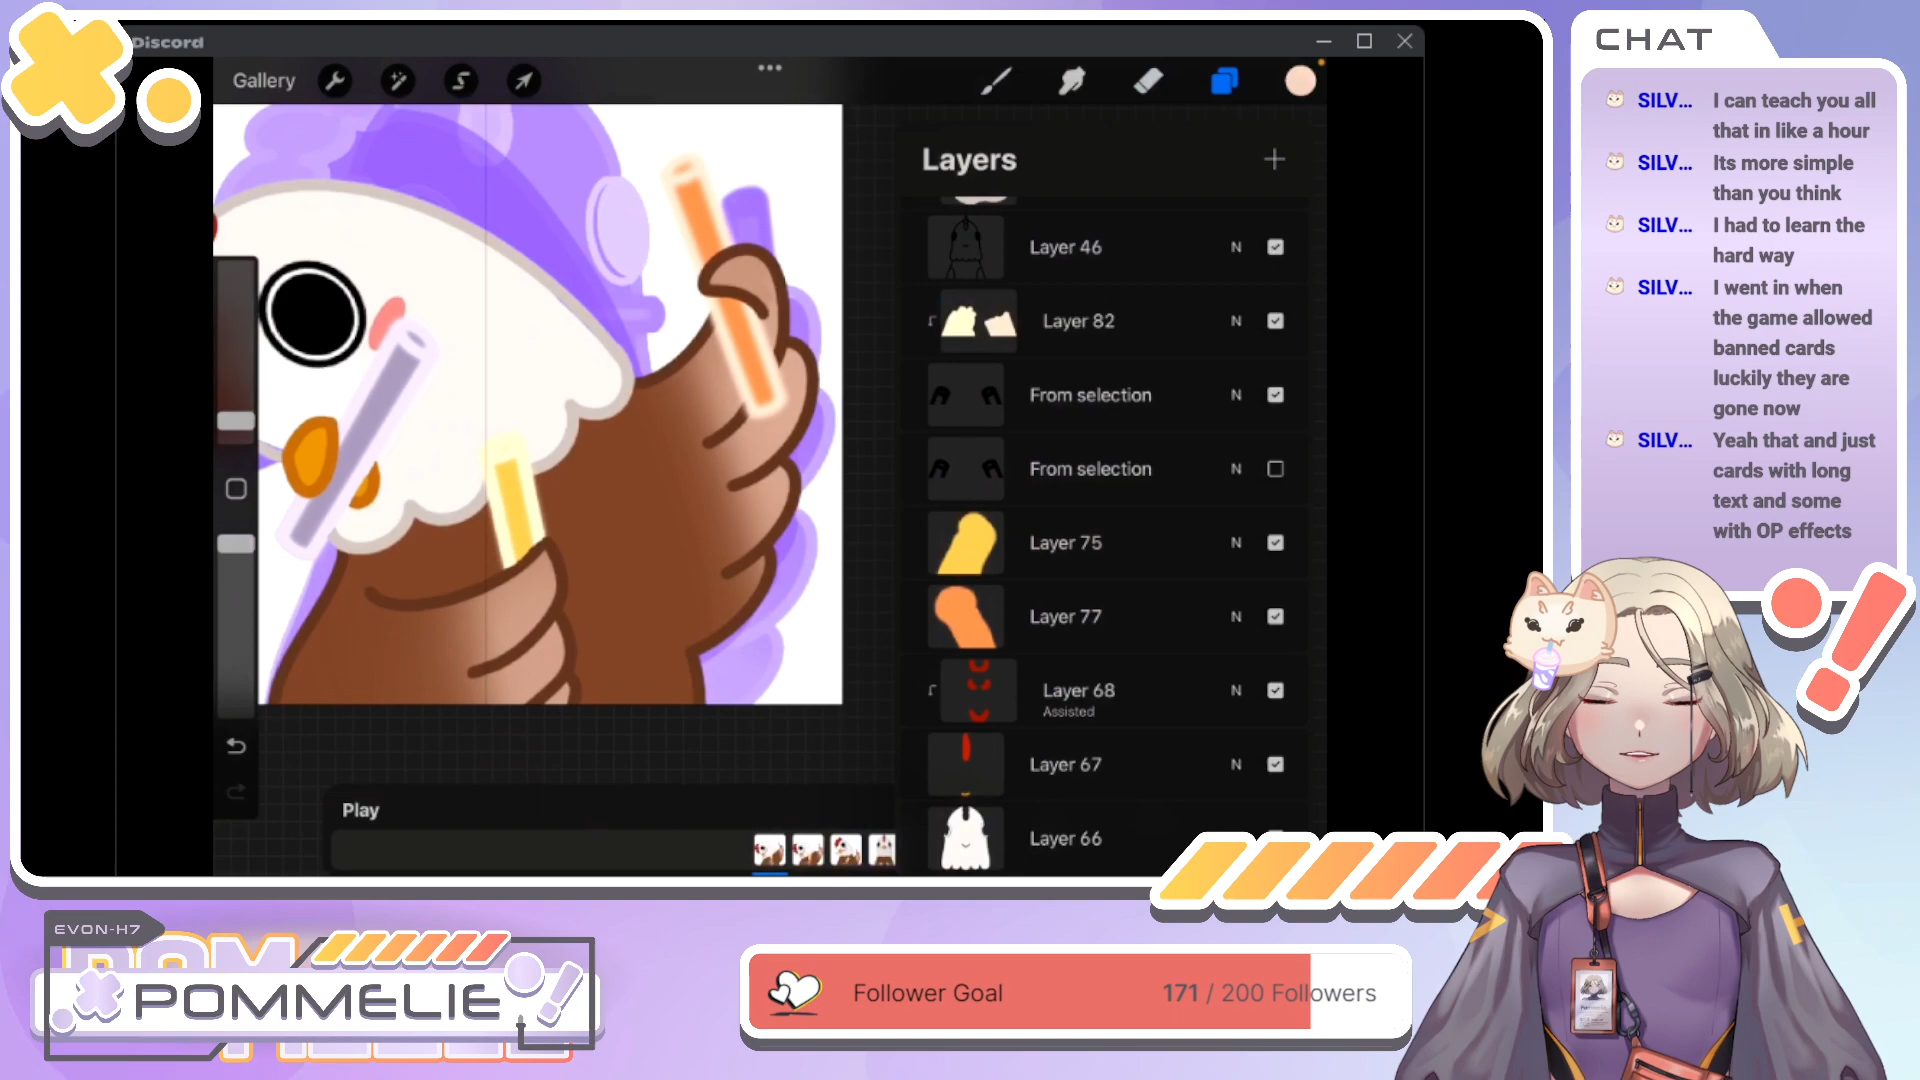 Discord
Gallery
Layers
Layer 46
N
Layer 82
N
From selection
N
From selection
N
Layer 75
N
Layer 77
N
Layer 68
Assisted
N
Layer 67
N
Layer 66
Play
CHAT
SILV... I can teach you all
that in like a hour
SILV... Its more simple
than you think
SILV... I had to learn the
hard way
SILV... I went in when
the game allowed
banned cards
luckily they are
gone now
SILV... Yeah that and just
cards with long
text and some
with OP effects
EVON-H7
POMMELIE
Follower Goal
171 / 200 Followers